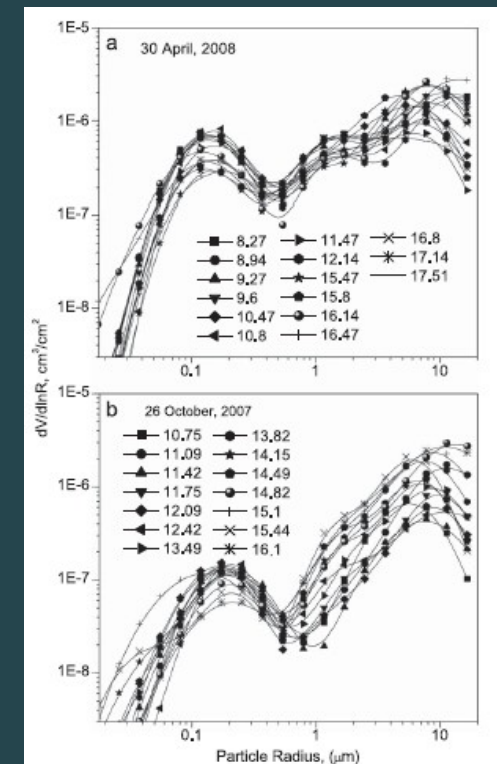 1E-5
a
30 April, 2008
1E-6
1E-7
1E-8
8.27
8.94
9.27
9.6
10.47
10.8
11.47
12.14
15.47
15.8
16.14
16.47
16.8
17.14
17.51
0.1
1
10
dV/dlnR, cm³/cm²
1E-5
b
26 October, 2007
1E-6
1E-7
1E-8
10.75
11.09
11.42
11.75
12.09
12.42
13.49
13.82
14.15
14.49
14.82
15.1
15.44
16.1
0.1
1
10
Particle Radius, (µm)